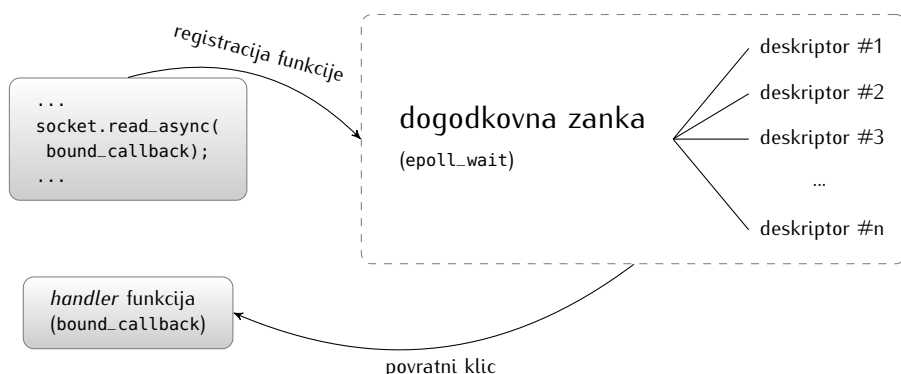 registracija funkcije
...
socket.read_async(
bound_callback);
...
dogodkovna zanka
(epoll_wait)
deskriptor #1
deskriptor #2
deskriptor #3
...
deskriptor #n
handler funkcija
(bound_callback)
povratni klic